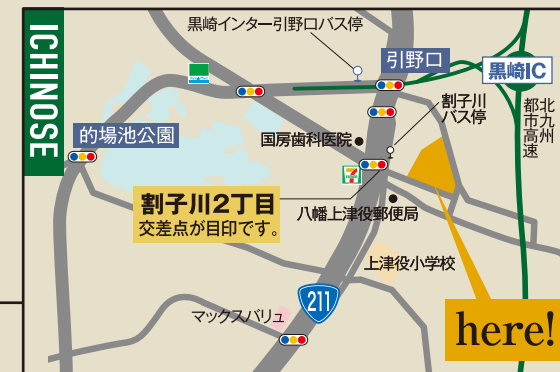 ICHINOSE
黒崎インター引野口バス停
引野口
黒崎IC
北九州
都市高速
割子川
バス停
的場池公園
国房歯科医院
7
割子川2丁目
交差点が目印です。
八幡上津役郵便局
上津役小学校
211
マックスバリュ
here!